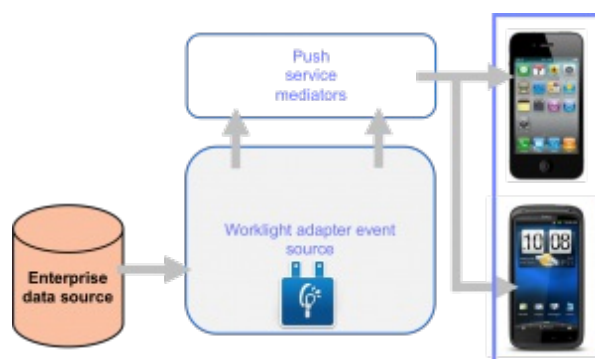 Push
service
mediators
Worklight adapter event
source
Enterprise
data source
10 08